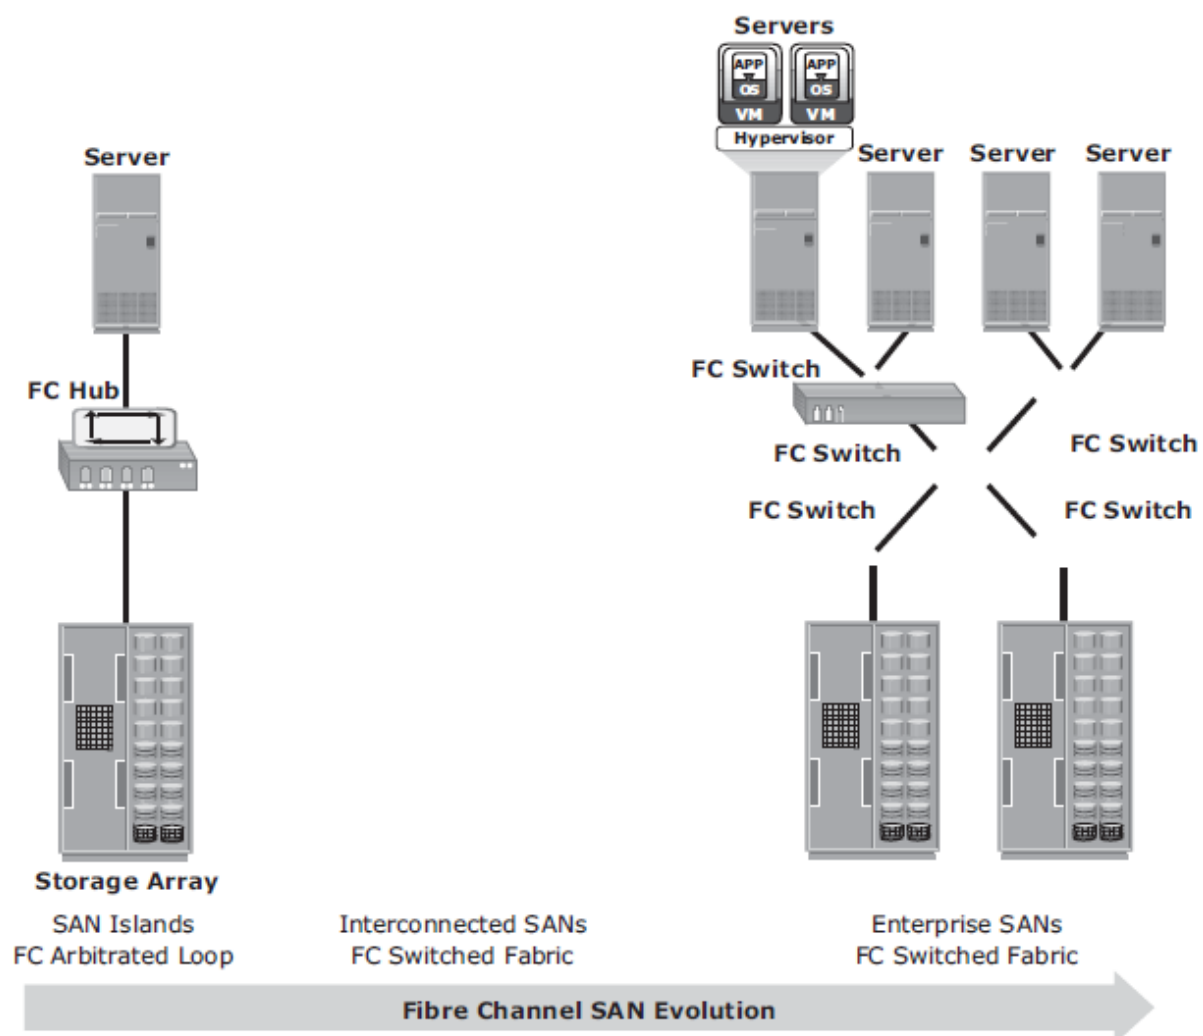 Servers
APP
OS
VM
APP
OS
VM
Hypervisor
Server
Server
Server
Server
FC Hub
FC Switch
FC Switch
FC Switch
FC Switch
FC Switch
Storage Array
SAN Islands
FC Arbitrated Loop
Interconnected SANs
FC Switched Fabric
Enterprise SANs
FC Switched Fabric
Fibre Channel SAN Evolution